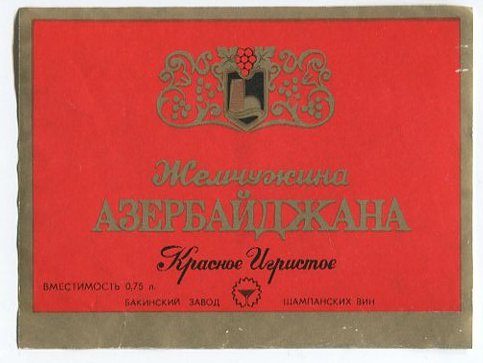 Жемчужина
АЗЕРБАЙДЖАНА
Красное Игристое
ВМЕСТИМОСТЬ 0,75 л.
БАКИНСКИЙ ЗАВОД ШАМПАНСКИХ ВИН